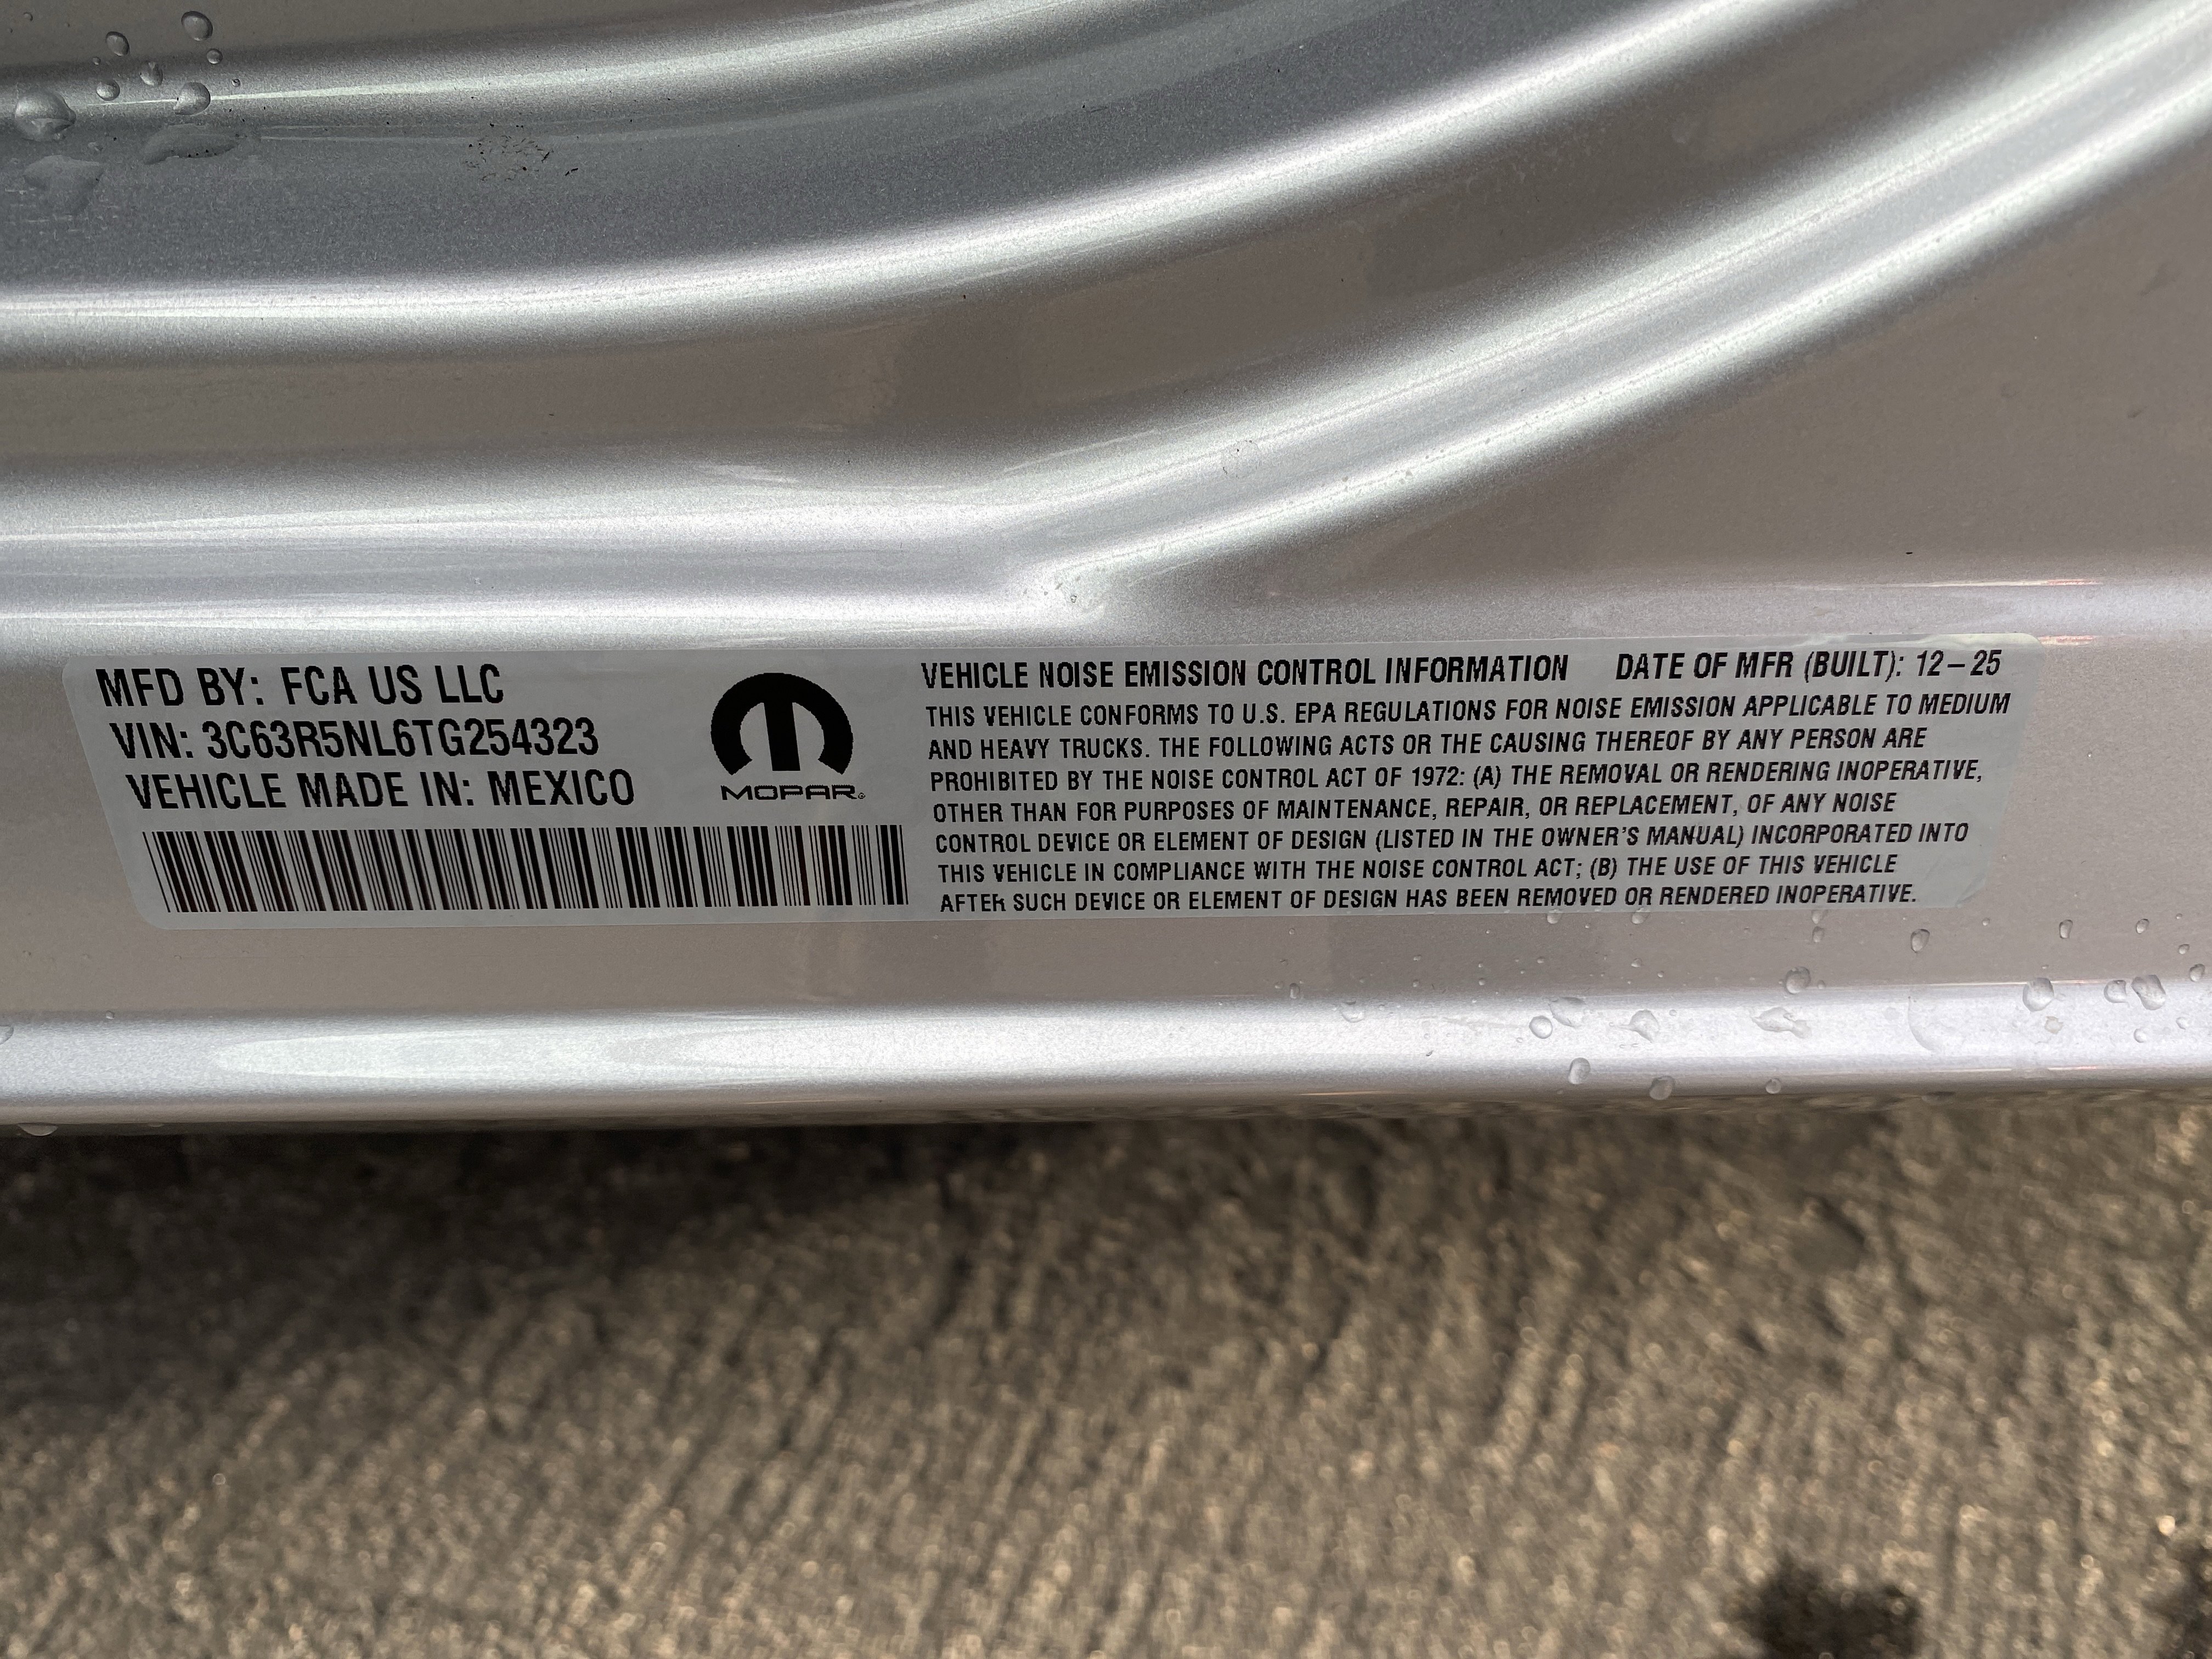 MFD BY: FCA US LLC
VIN: 3C63R5NL6TG254323
VEHICLE MADE IN: MEXICO
MOPAR®
VEHICLE NOISE EMISSION CONTROL INFORMATION DATE OF MFR (BUILT): 12-25
THIS VEHICLE CONFORMS TO U.S. EPA REGULATIONS FOR NOISE EMISSION APPLICABLE TO MEDIUM
AND HEAVY TRUCKS. THE FOLLOWING ACTS OR THE CAUSING THEREOF BY ANY PERSON ARE
PROHIBITED BY THE NOISE CONTROL ACT OF 1972: (A) THE REMOVAL OR RENDERING INOPERATIVE,
OTHER THAN FOR PURPOSES OF MAINTENANCE, REPAIR, OR REPLACEMENT, OF ANY NOISE
CONTROL DEVICE OR ELEMENT OF DESIGN (LISTED IN THE OWNER'S MANUAL) INCORPORATED INTO
THIS VEHICLE IN COMPLIANCE WITH THE NOISE CONTROL ACT; (B) THE USE OF THIS VEHICLE
AFTER SUCH DEVICE OR ELEMENT OF DESIGN HAS BEEN REMOVED OR RENDERED INOPERATIVE.